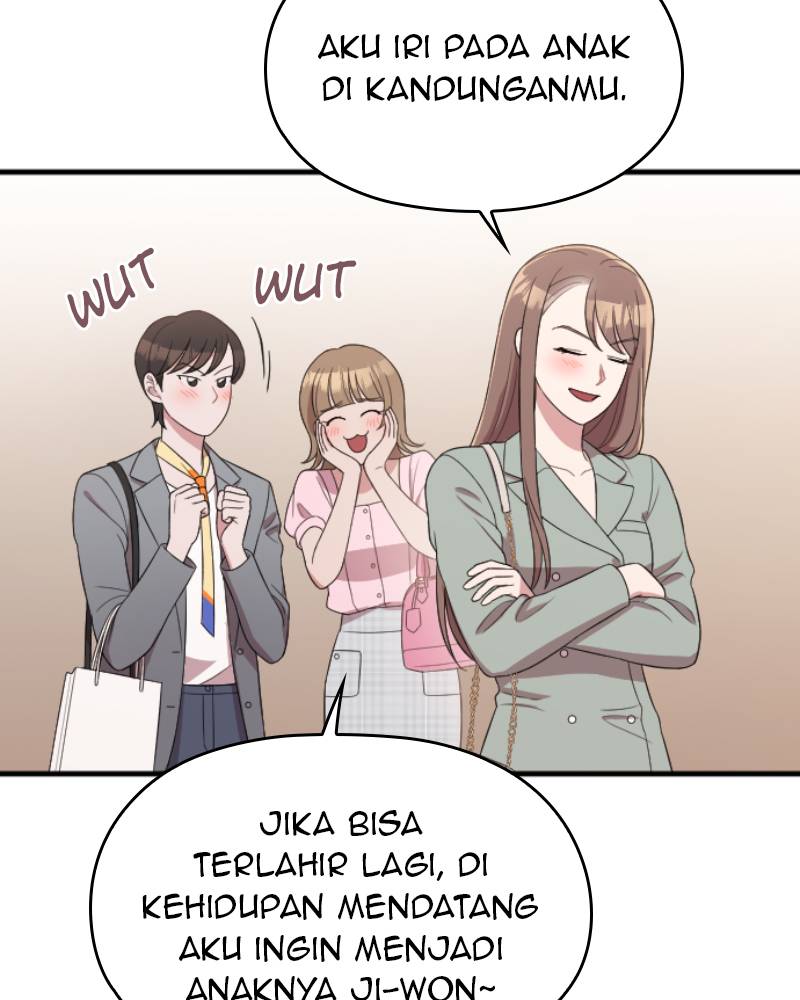 AKU IRI PADA ANAK
DI KANDUNGANMU.
WUT
WUT
JIKA BISA
TERLAHIR LAGI, DI
KEHIDUPAN MENDATANG
AKU INGIN MENJADI
ANAKNYA JI-WON~